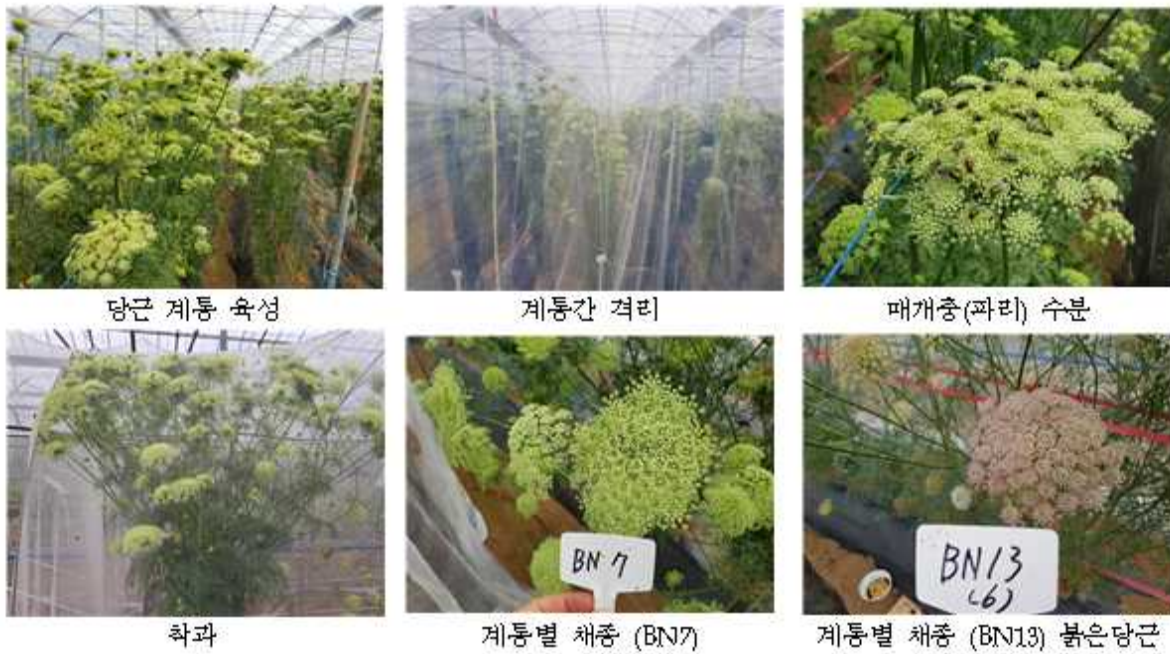 당근 계통 육성
계통간 격리
매개충(파리) 수분
BN 7
BN13
(6)
착과
계통별 채종 (BN7)
계통별 채종 (BN13) 붉은당근